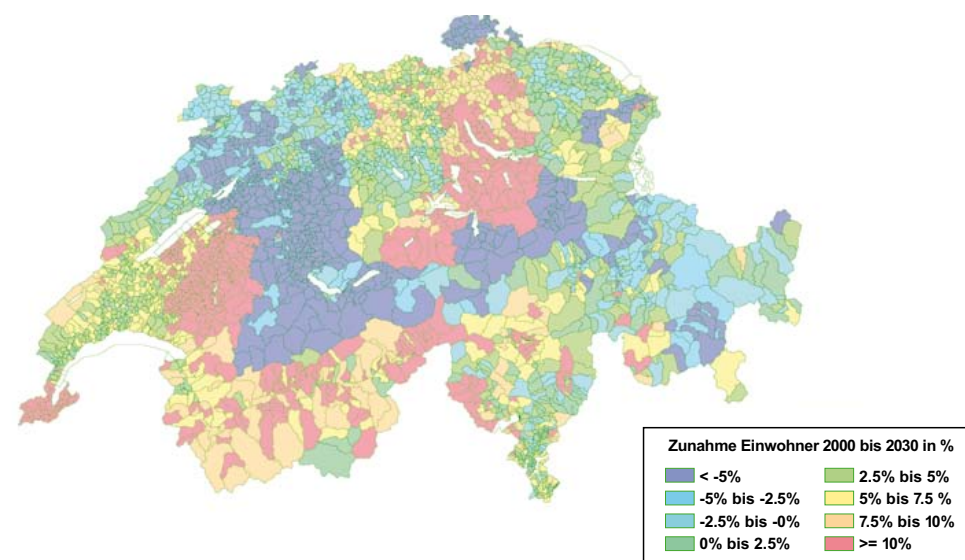 Zunahme Einwohner 2000 bis 2030 in %
< -5%
-5% bis -2.5%
-2.5% bis -0%
0% bis 2.5%
2.5% bis 5%
5% bis 7.5 %
7.5% bis 10%
>= 10%